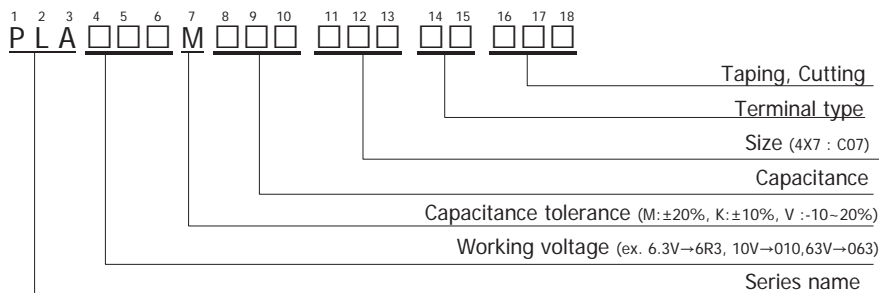 1 2 3 4 5 6 7 8 9 10 11 12 13 14 15 16 17 18
P L A □ □ □ M □ □ □ □ □ □ □ □ □ □ □
Taping, Cutting
Terminal type
Size (4X7 : C07)
Capacitance
Capacitance tolerance (M:±20%, K:±10%, V :-10~20%)
Working voltage (ex. 6.3V→6R3, 10V→010,63V→063)
Series name